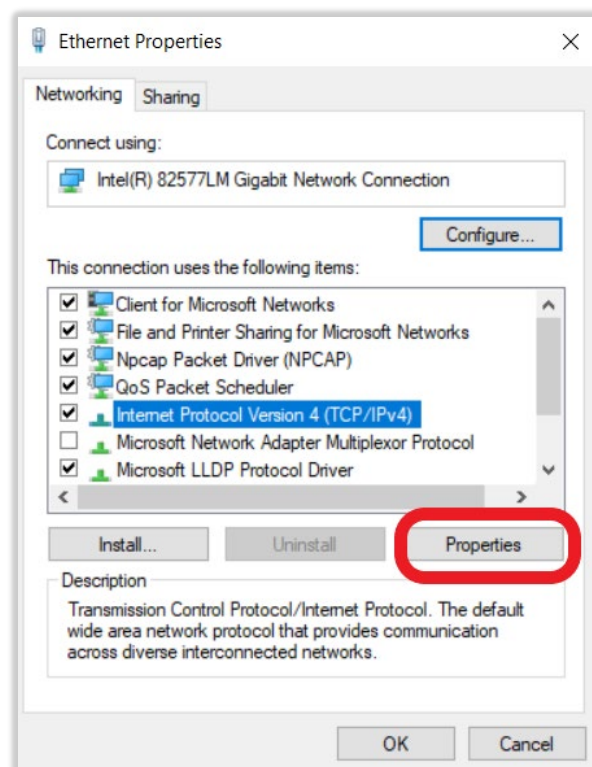 Ethernet Properties
Networking
Sharing
Connect using:
Intel(R) 82577LM Gigabit Network Connection
Configure...
This connection uses the following items:
Client for Microsoft Networks
File and Printer Sharing for Microsoft Networks
Npcap Packet Driver (NPCAP)
QoS Packet Scheduler
Internet Protocol Version 4 (TCP/IPv4)
Microsoft Network Adapter Multiplexor Protocol
Microsoft LLDP Protocol Driver
Install...
Uninstall
Properties
Description
Transmission Control Protocol/Internet Protocol. The default
wide area network protocol that provides communication
across diverse interconnected networks.
OK
Cancel